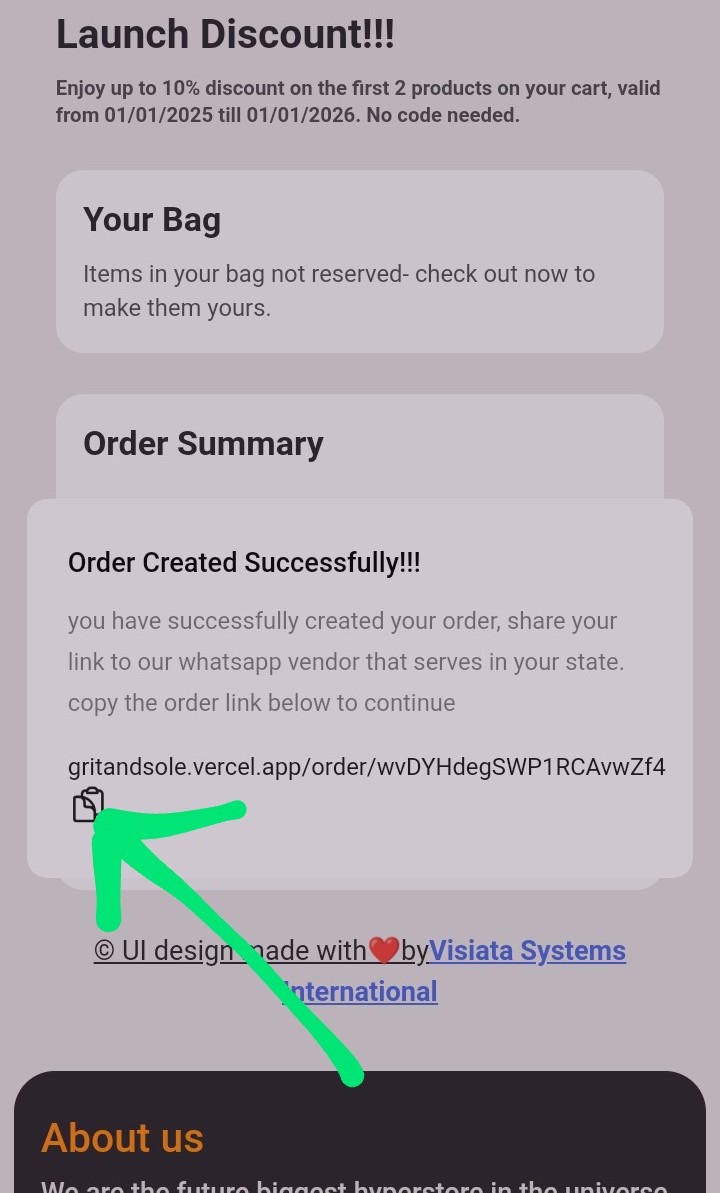 Launch Discount!!!
Enjoy up to 10% discount on the first 2 products on your cart, valid
from 01/01/2025 till 01/01/2026. No code needed.
Your Bag
Items in your bag not reserved- check out now to
make them yours.
Order Summary
Order Created Successfully!!!
you have successfully created your order, share your
link to our whatsapp vendor that serves in your state.
copy the order link below to continue
gritandsole.vercel.app/order/wvDYHdegSWP1RCAvwZf4
© UI design made with❤️byVisiata Systems
International
About us
We are the future biggest hyperstore in the universe